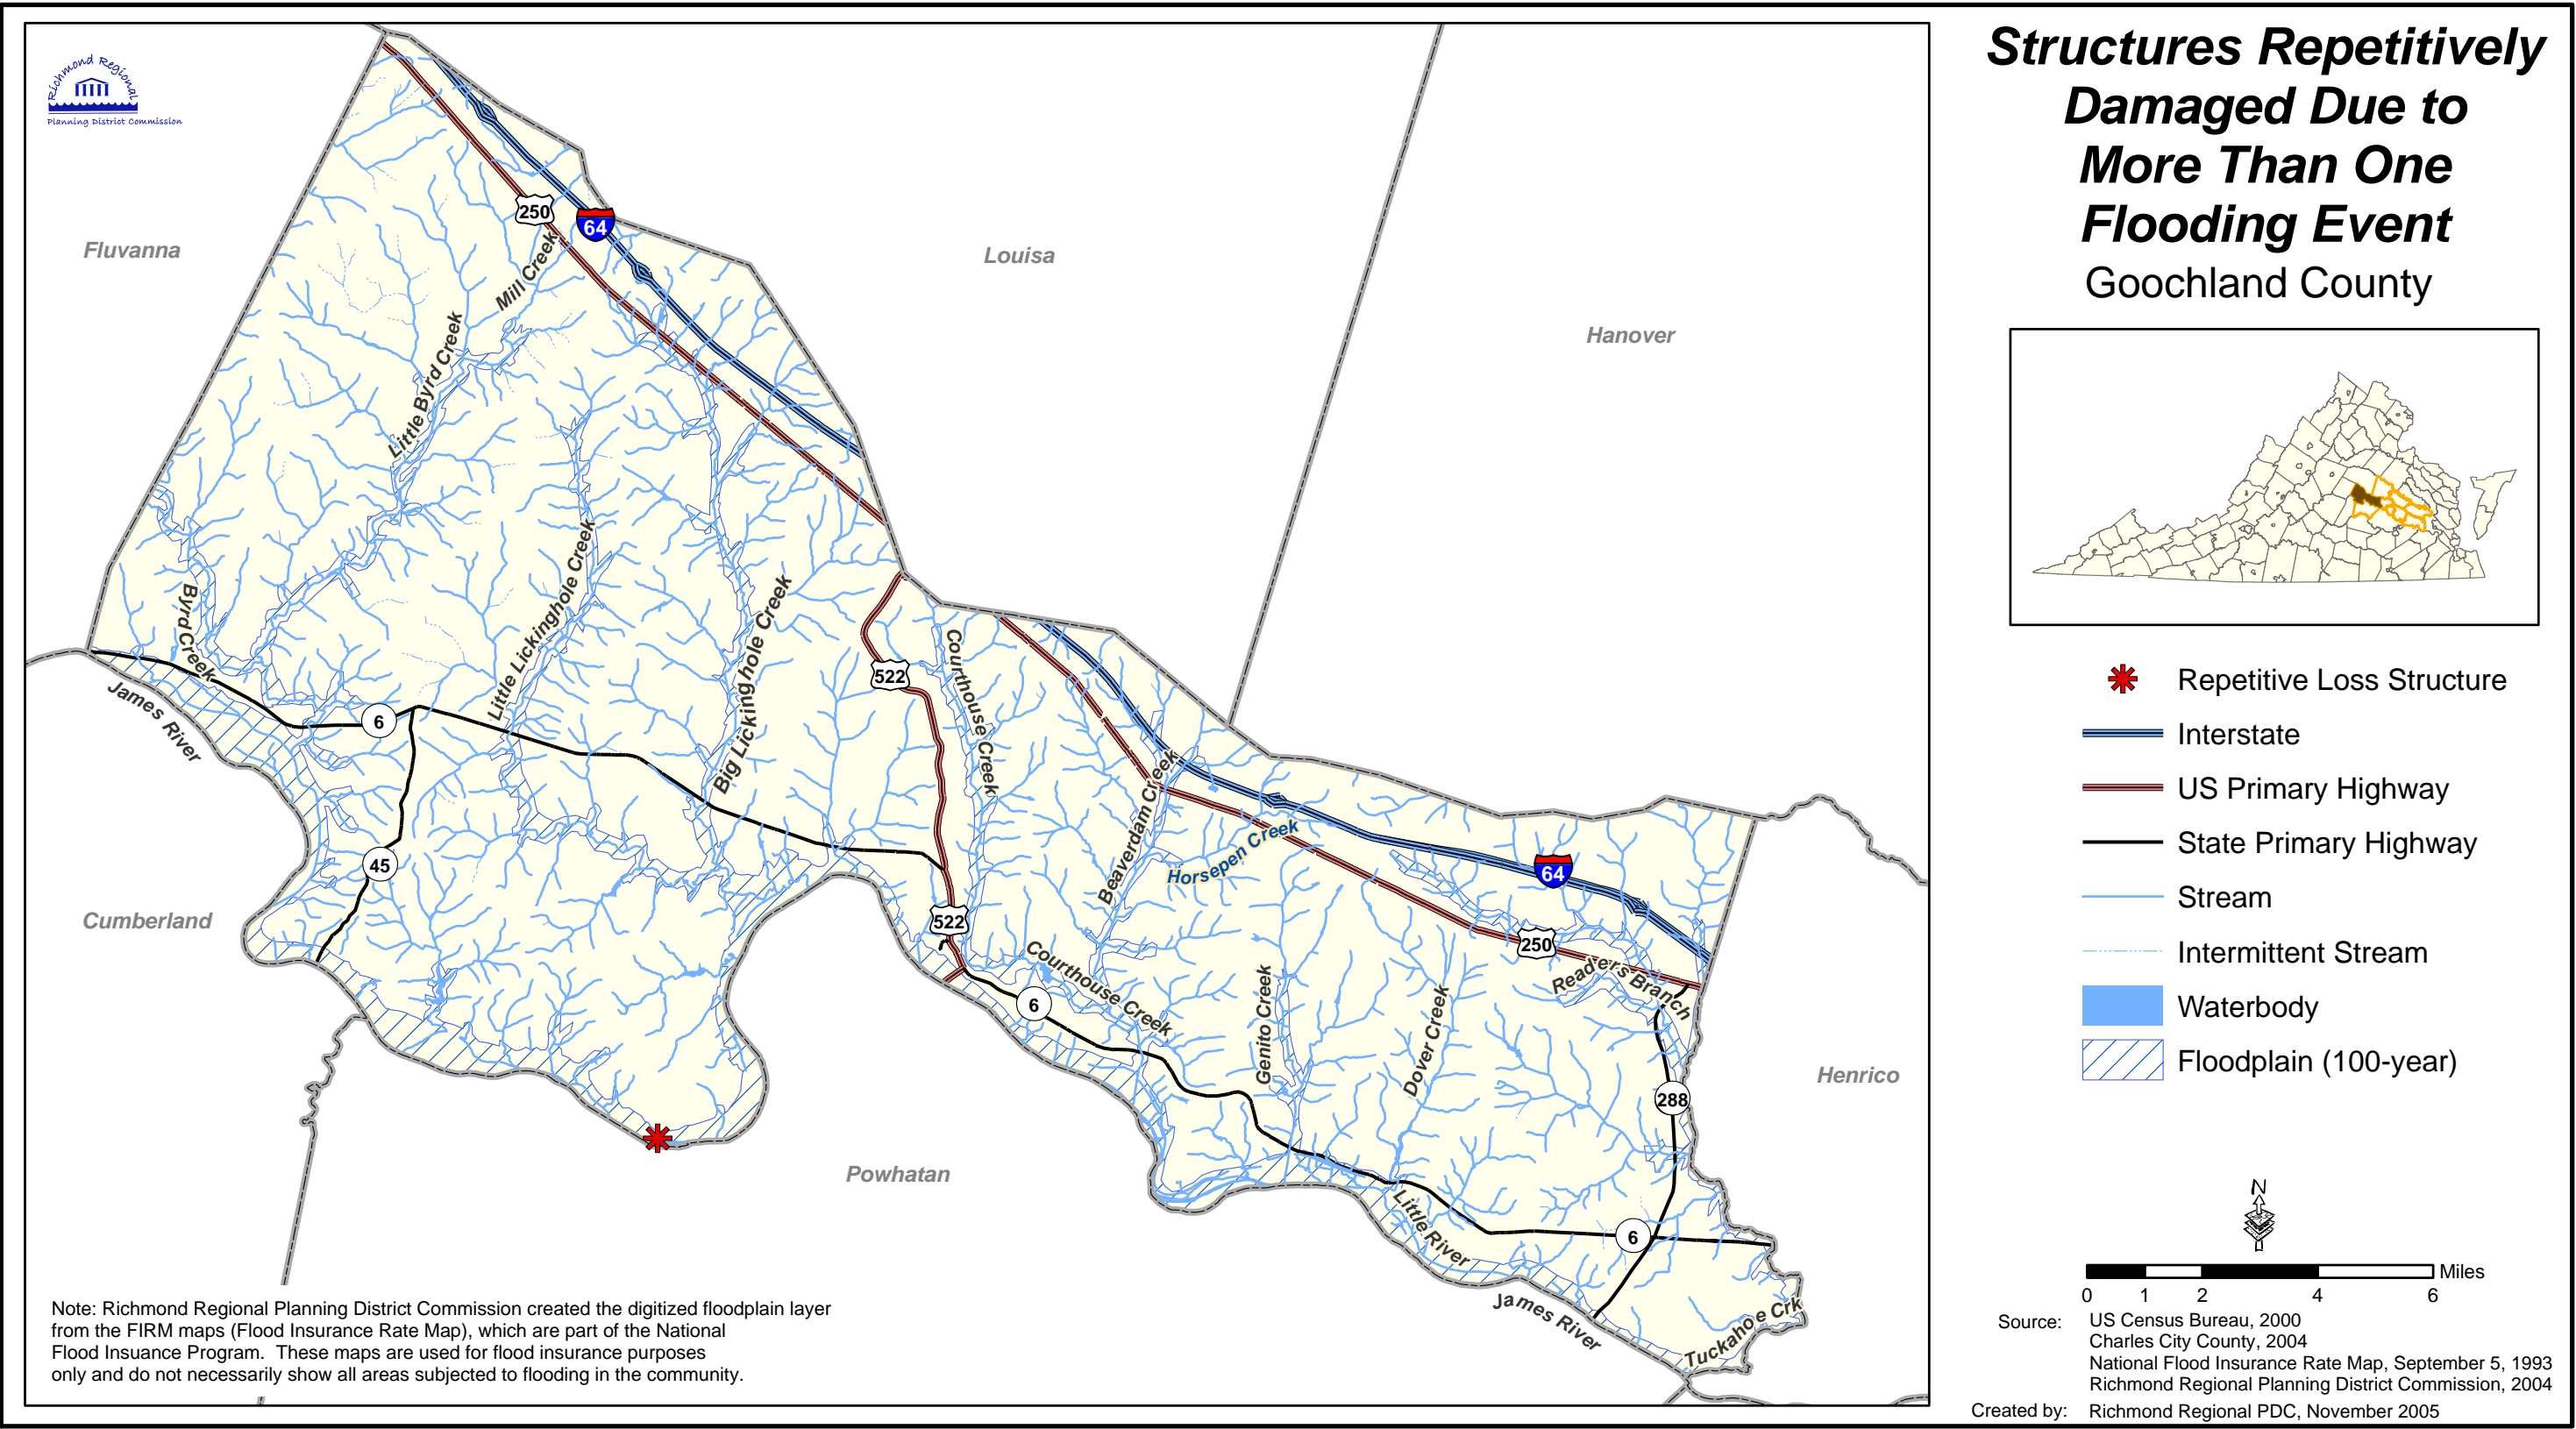 Structures Repetitively
Damaged Due to
More Than One
Flooding Event
Goochland County
Richmond Regional
Planning District Commission
Fluvanna
Louisa
Hanover
Cumberland
Powhatan
Henrico
250
64
Mill Creek
Little Byrd Creek
Byrd Creek
Little Lickinghole Creek
Big Lickinghole Creek
James River
6
45
522
Courthouse Creek
522
Beaverdam Creek
Horsepen Creek
64
250
Readers Branch
Courthouse Creek
6
Genito Creek
Dover Creek
288
Little River
6
James River
Tuckahoe Crk
Repetitive Loss Structure
Interstate
US Primary Highway
State Primary Highway
Stream
Intermittent Stream
Waterbody
Floodplain (100-year)
N
Miles
0 1 2 4 6
Source: US Census Bureau, 2000
Charles City County, 2004
National Flood Insurance Rate Map, September 5, 1993
Richmond Regional Planning District Commission, 2004
Created by: Richmond Regional PDC, November 2005
Note: Richmond Regional Planning District Commission created the digitized floodplain layer
from the FIRM maps (Flood Insurance Rate Map), which are part of the National
Flood Insuance Program. These maps are used for flood insurance purposes
only and do not necessarily show all areas subjected to flooding in the community.